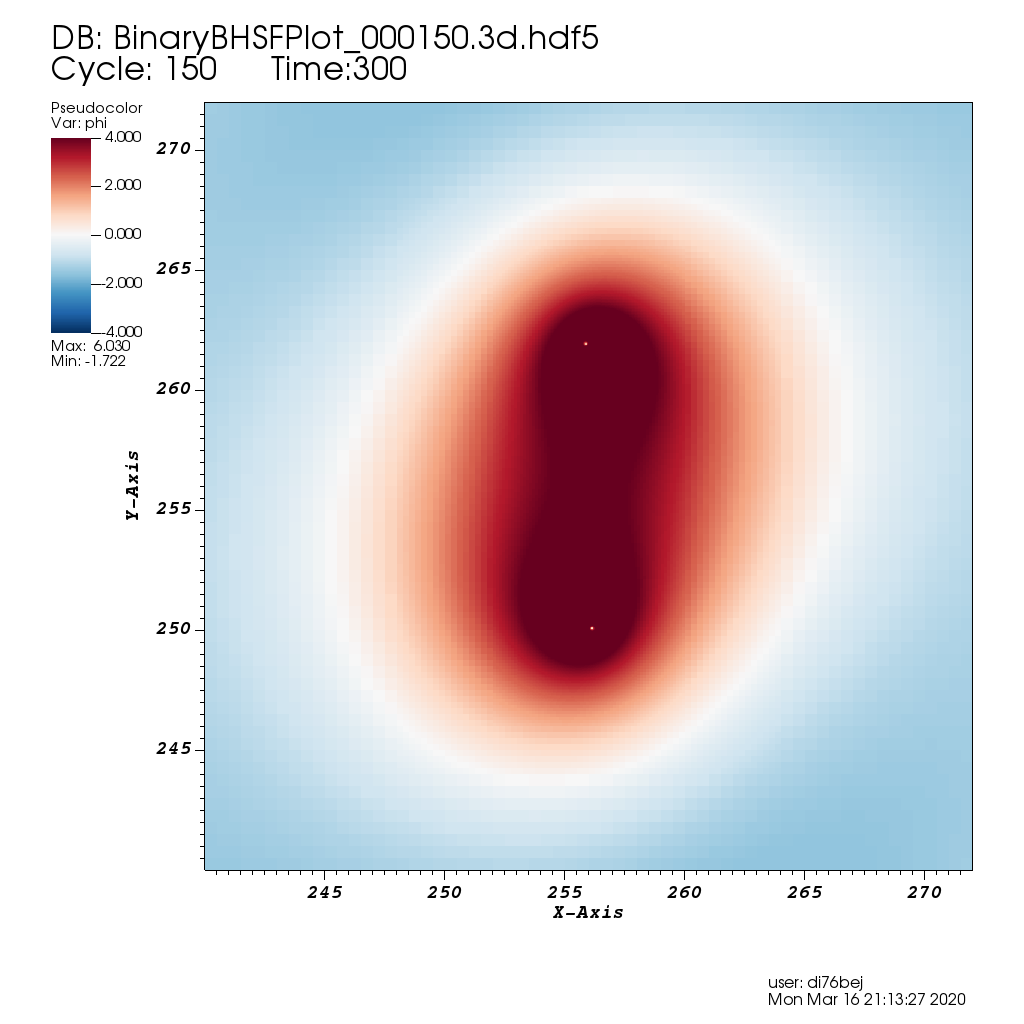 DB: BinaryBHSFPlot_000150.3d.hdf5
Cycle: 150 Time:300
Pseudocolor
Var: phi
4.000
2.000
0.000
-2.000
-4.000
Max: 6.030
Min: -1.722
270
265
260
255
250
245
Y-Axis
245 250 255 260 265 270
X-Axis
user: di76bej
Mon Mar 16 21:13:27 2020